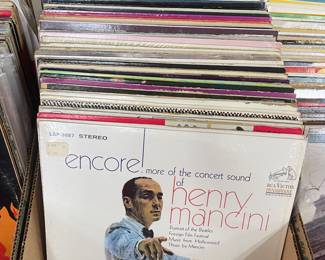 LSP-3887 STEREO
encore!
more of the concert sound
of
henry
mancini
Portrait of the Beatles
Foreign Film Festival
Music from Hollywood
Music by Mancini
RCA VICTOR